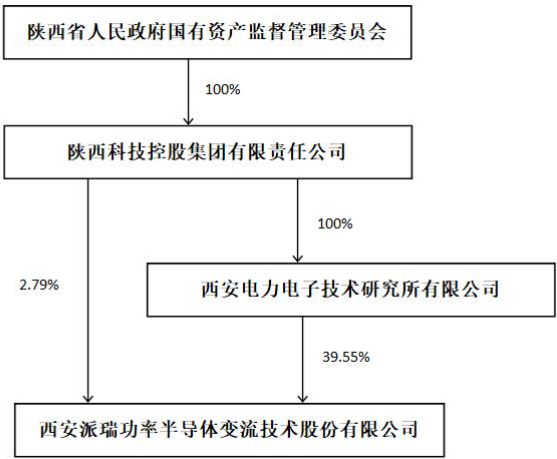 陕西省人民政府国有资产监督管理委员会
100%
陕西科技控股集团有限责任公司
100%
2.79%
西安电力电子技术研究所有限公司
39.55%
西安派瑞功率半导体变流技术股份有限公司